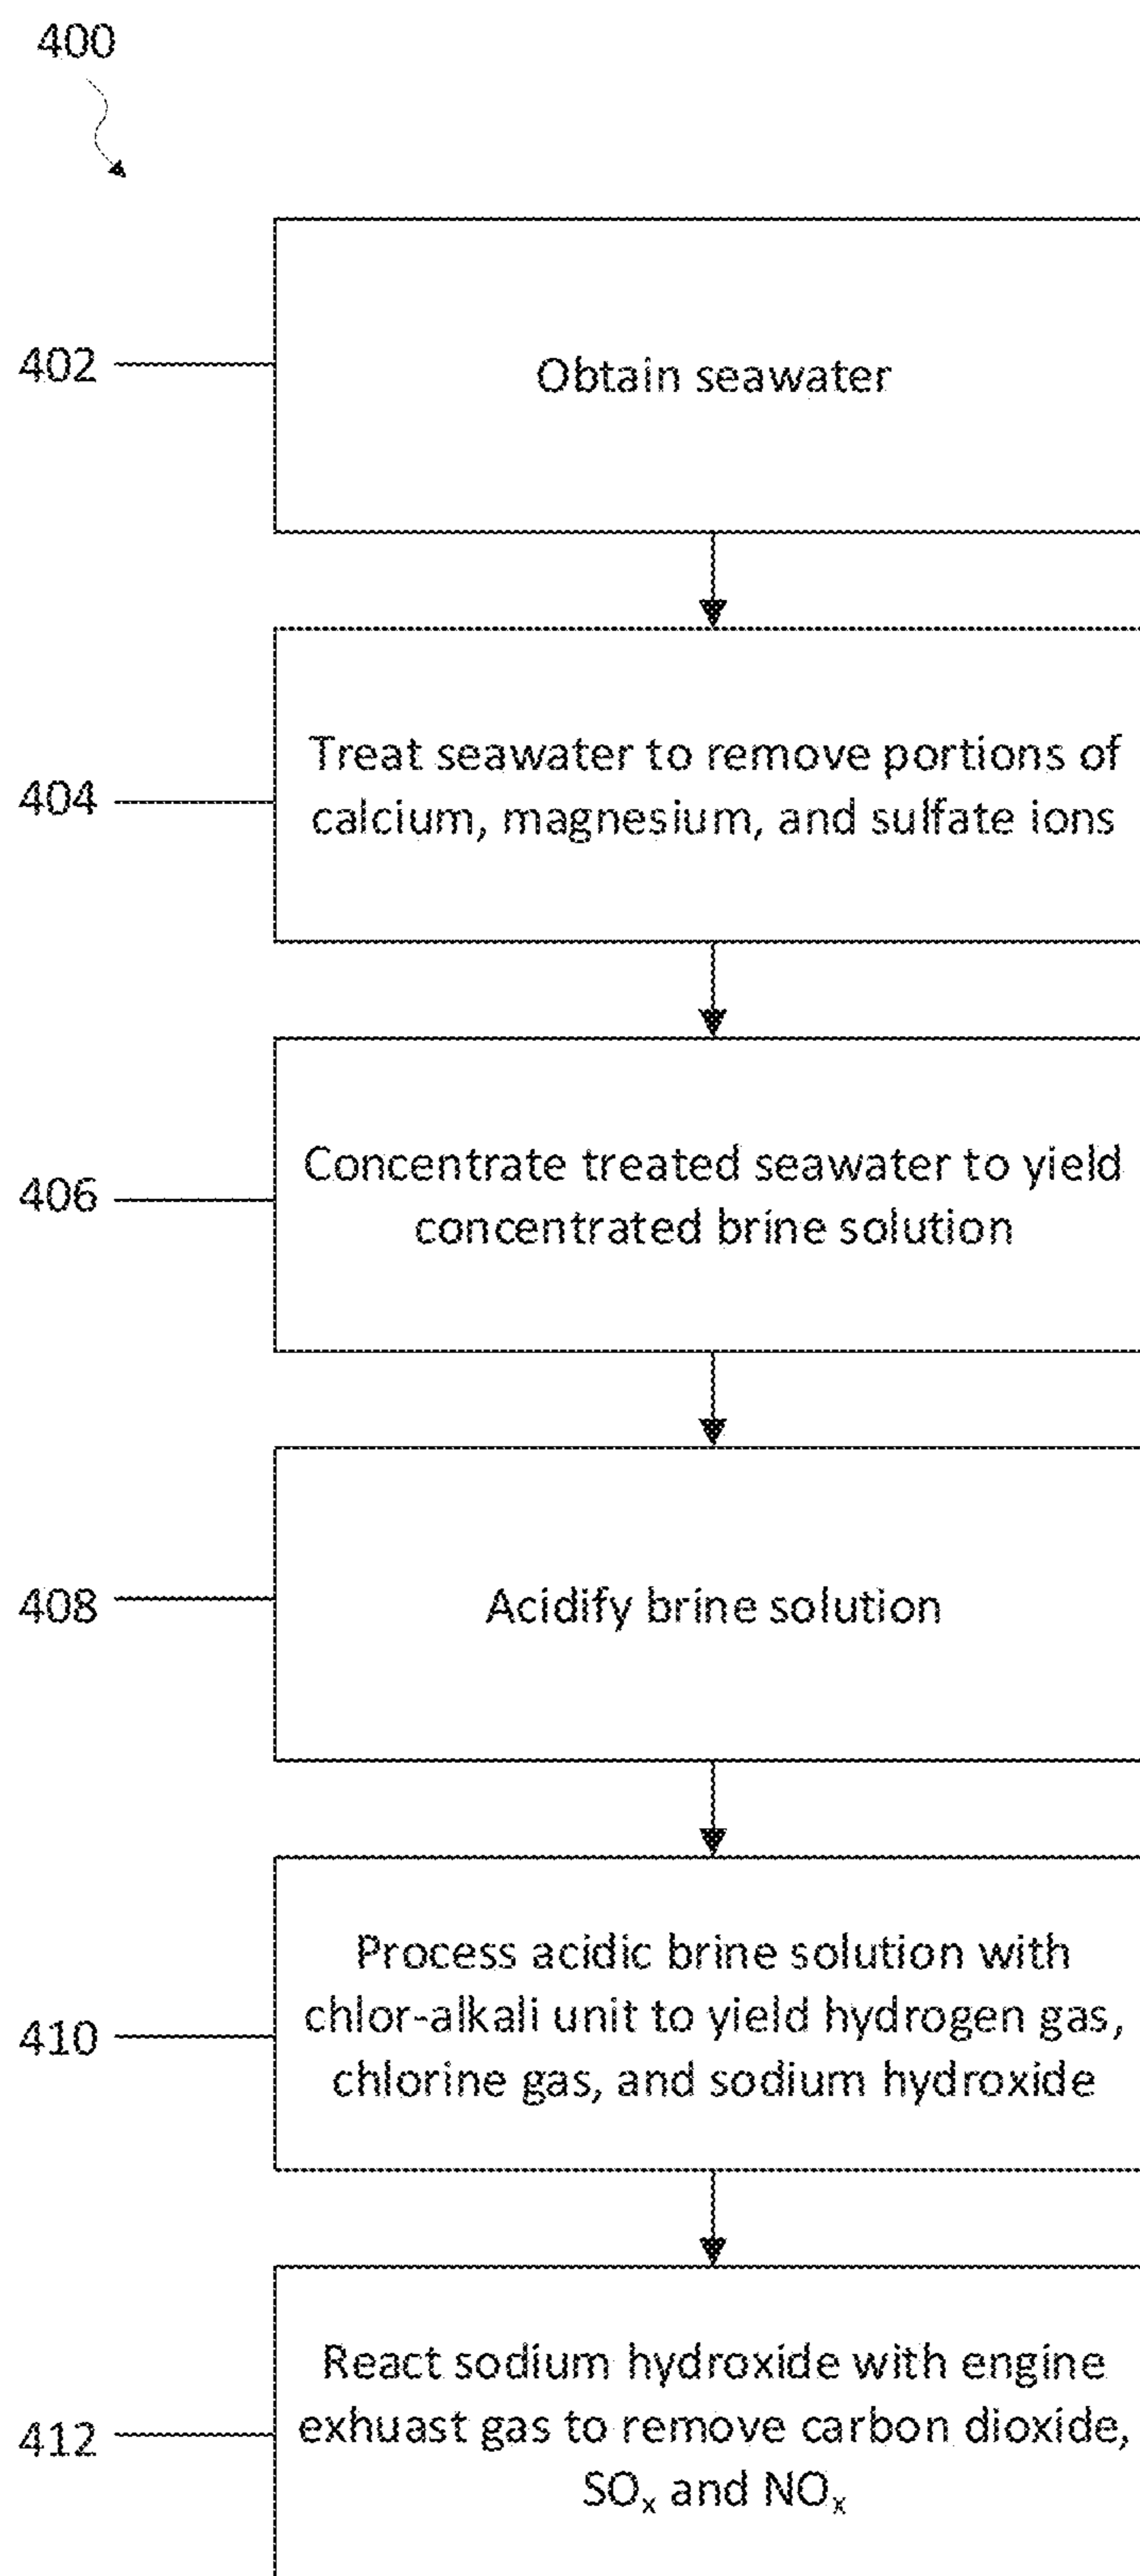 400
402
Obtain seawater
404
Treat seawater to remove portions of
calcium, magnesium, and sulfate ions
406
Concentrate treated seawater to yield
concentrated brine solution
408
Acidify brine solution
410
Process acidic brine solution with
chlor-alkali unit to yield hydrogen gas,
chlorine gas, and sodium hydroxide
412
React sodium hydroxide with engine
exhuast gas to remove carbon dioxide,
SOₓ and NOₓ